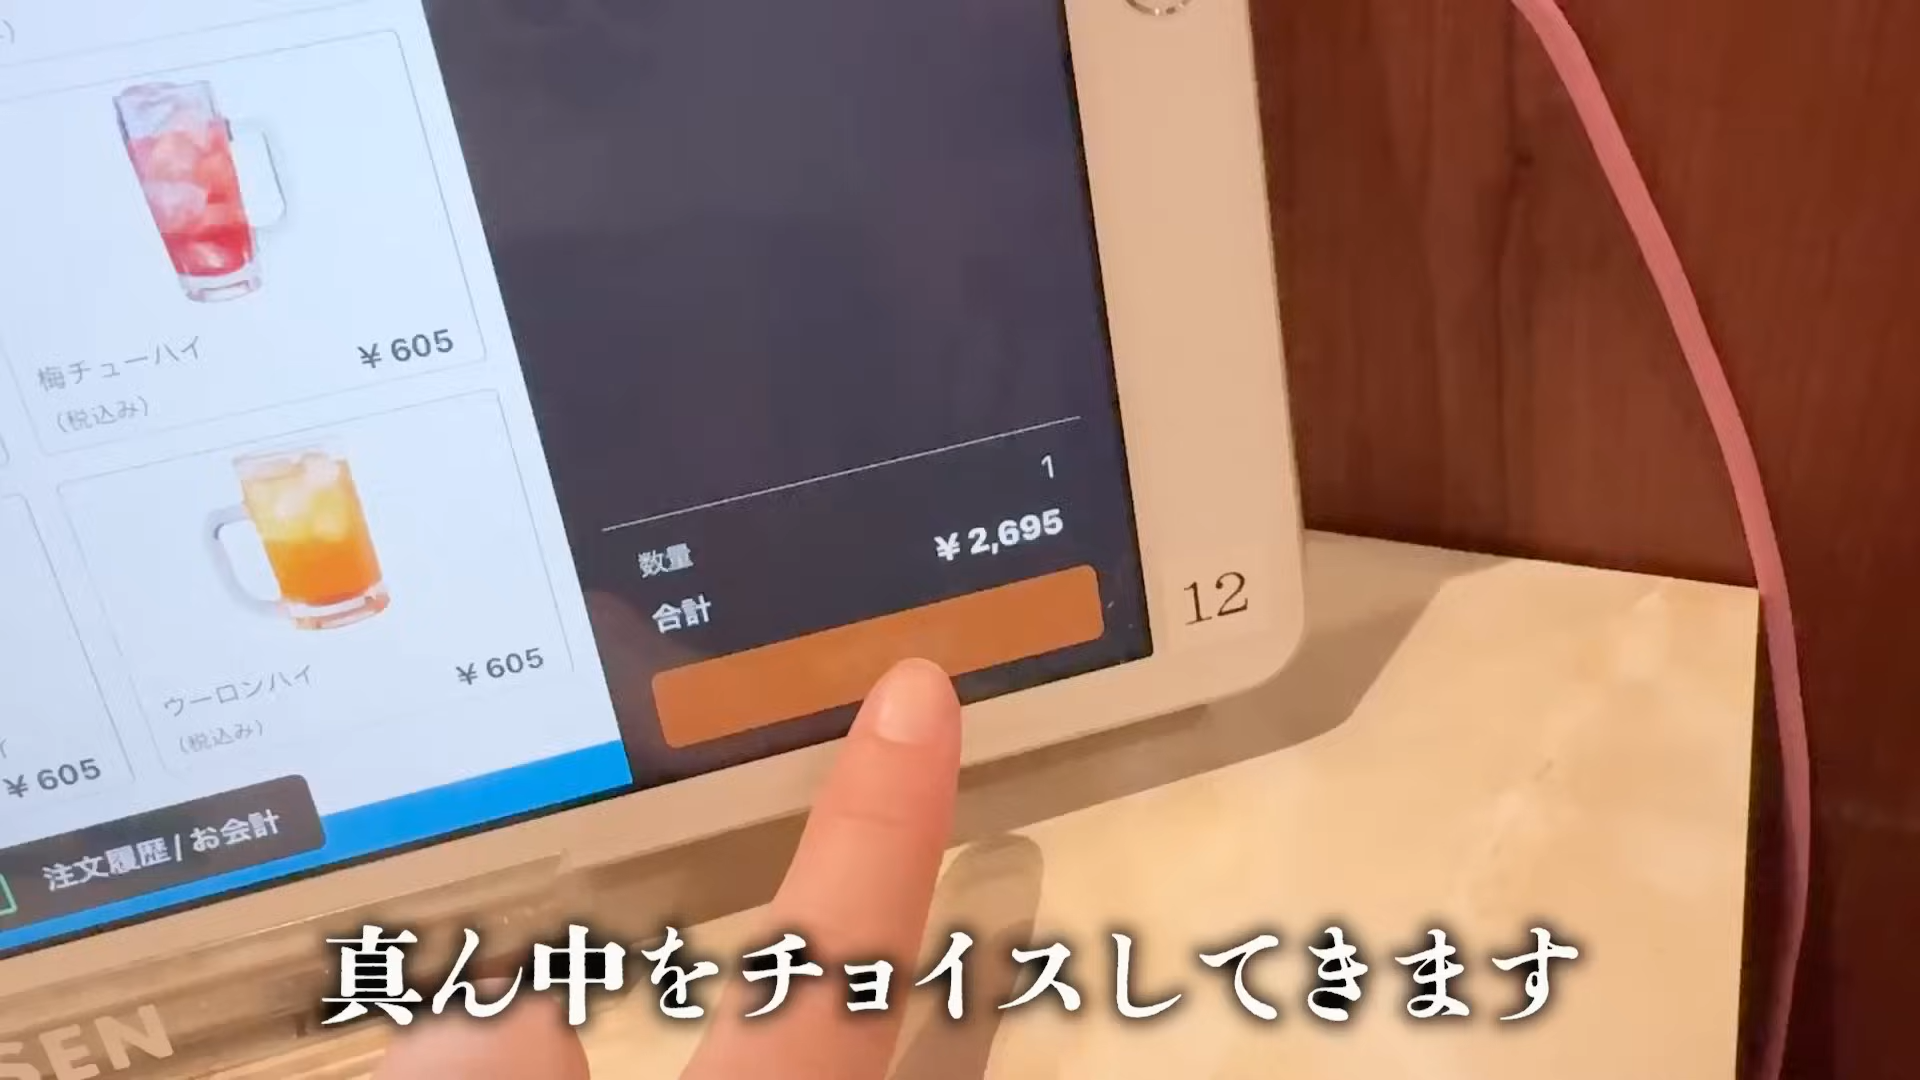 梅チューハイ
¥ 605
(税込み)
ウーロンハイ
¥ 605
(税込み)
¥ 605
注文履歴 / お会計
1
数量
¥ 2,695
合計
12
SEN
真ん中をチョイスしてきます